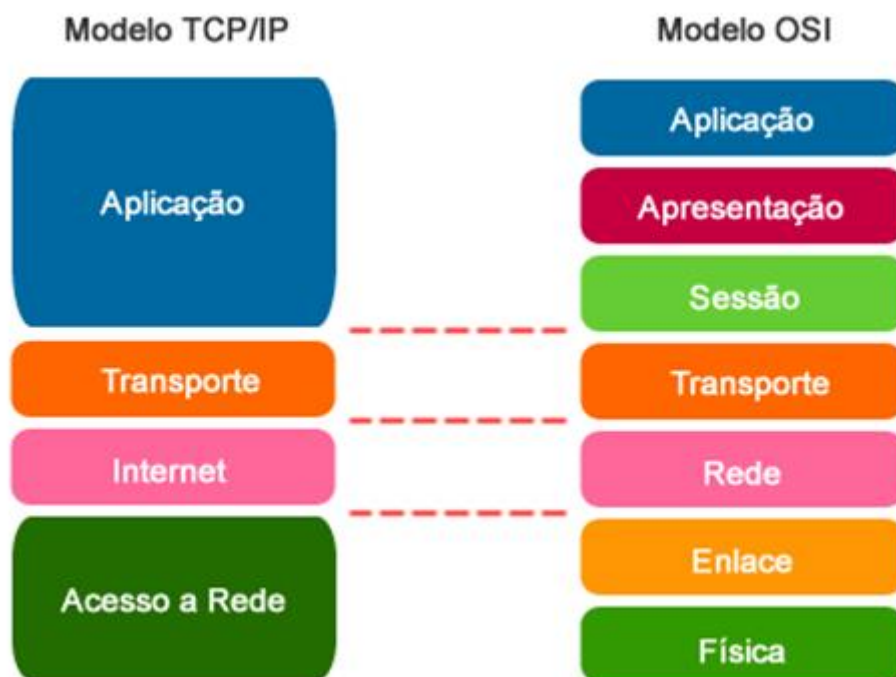 Modelo TCP/IP
Aplicação
Transporte
Internet
Acesso a Rede
Modelo OSI
Aplicação
Apresentação
Sessão
Transporte
Rede
Enlace
Física